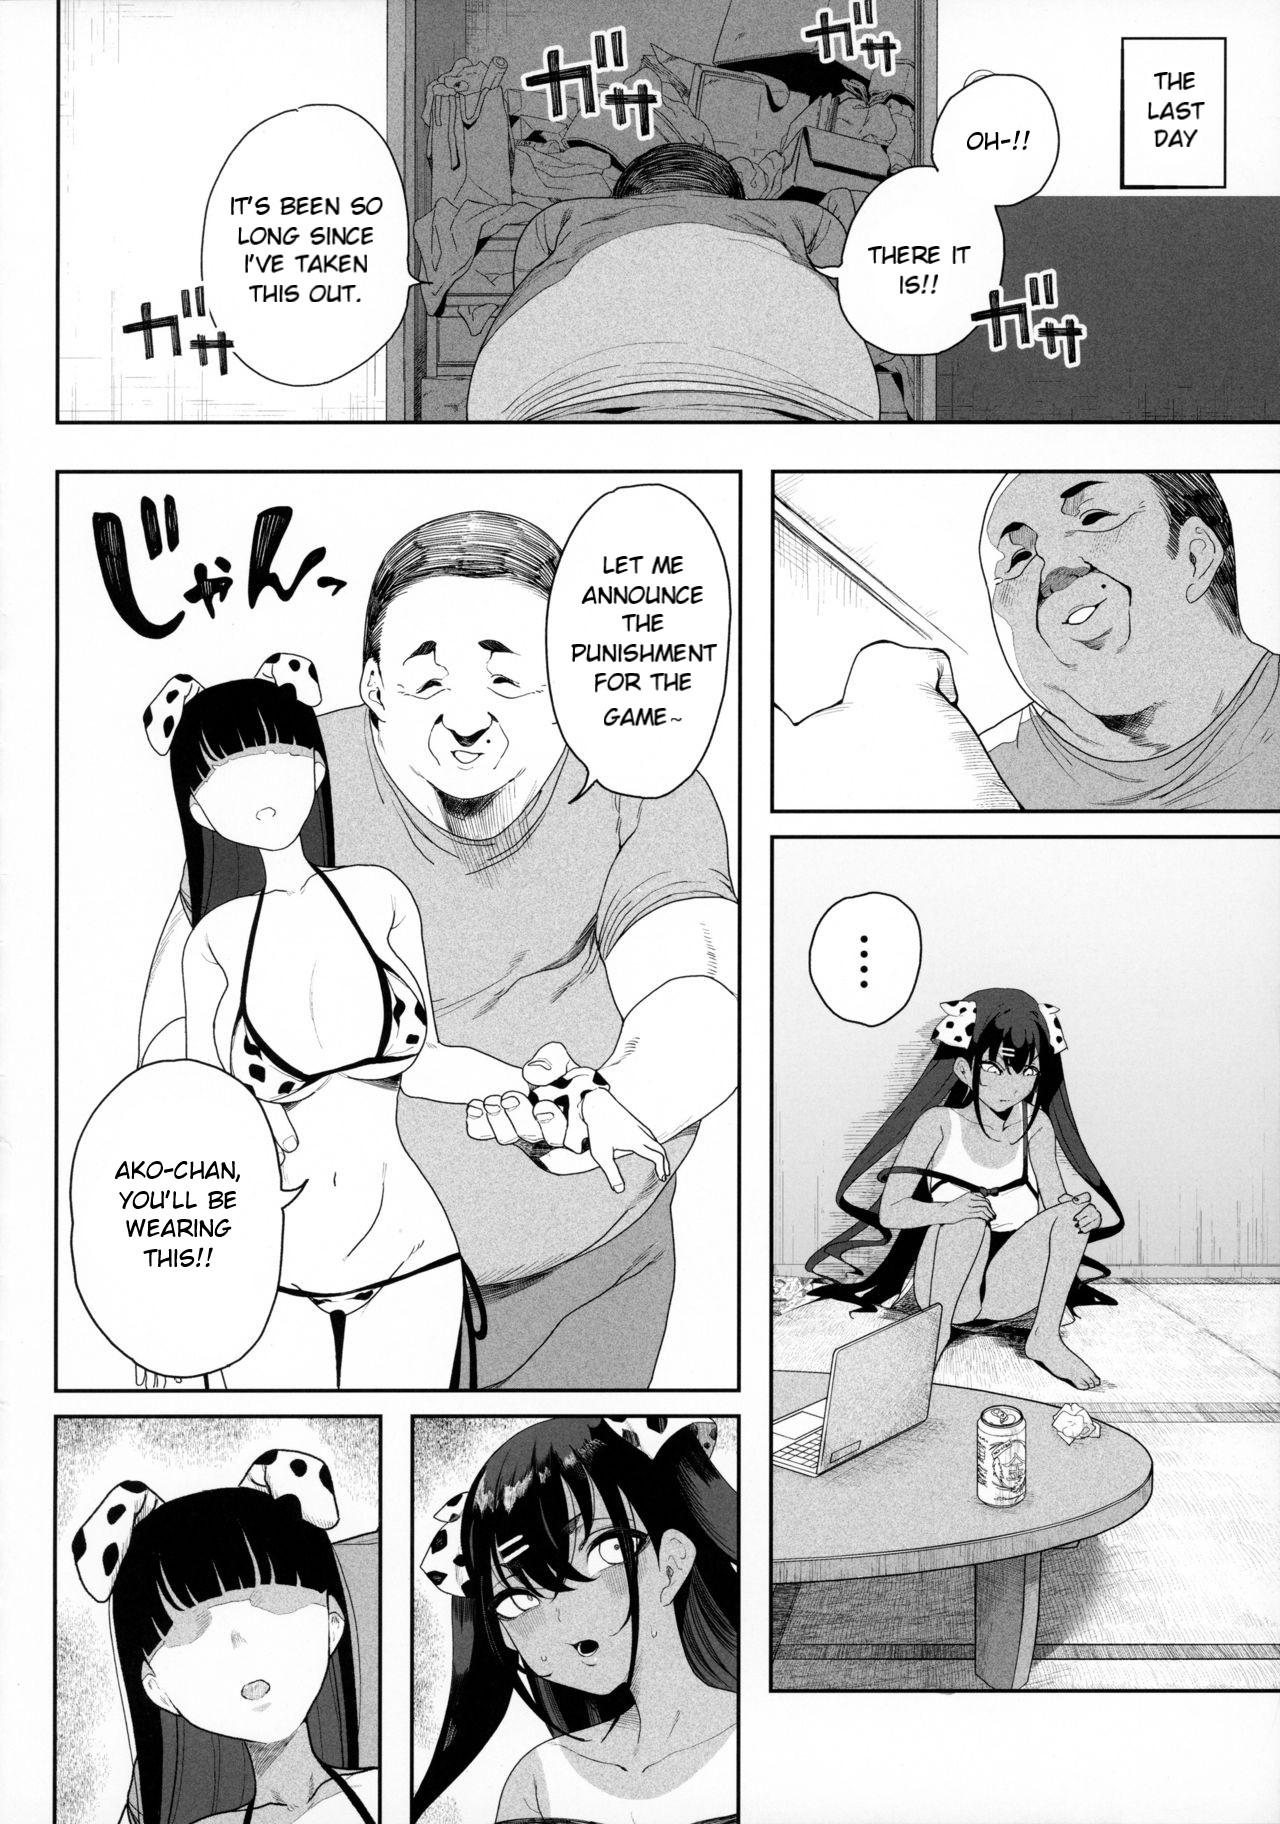 THE
LAST
DAY
ガサ
ガサ
OH-!!
THERE IT
IS!!
ガサ
IT'S BEEN SO
LONG SINCE
I'VE TAKEN
THIS OUT.
ガサ
じゃんっ
LET ME
ANNOUNCE
THE
PUNISHMENT
FOR THE
GAME~
AKO-CHAN,
YOU'LL BE
WEARING
THIS!!
....